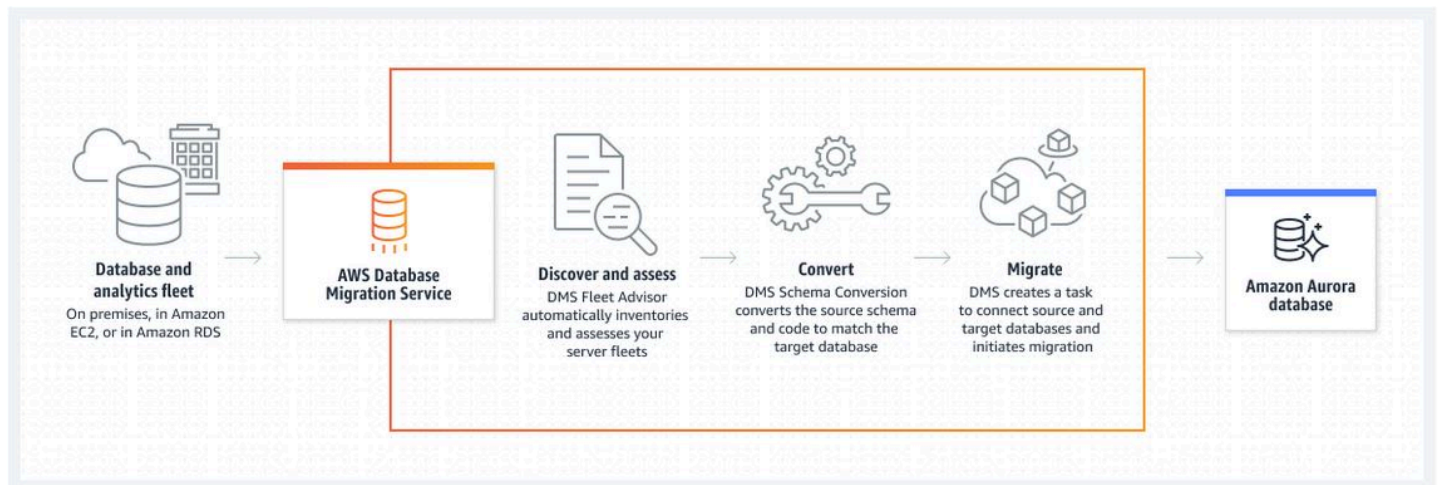 Database and
analytics fleet
On premises, in Amazon
EC2, or in Amazon RDS
AWS Database
Migration Service
Discover and assess
DMS Fleet Advisor
automatically inventories
and assesses your
server fleets
Convert
DMS Schema Conversion
converts the source schema
and code to match the
target database
Migrate
DMS creates a task
to connect source and
target databases and
initiates migration
Amazon Aurora
database